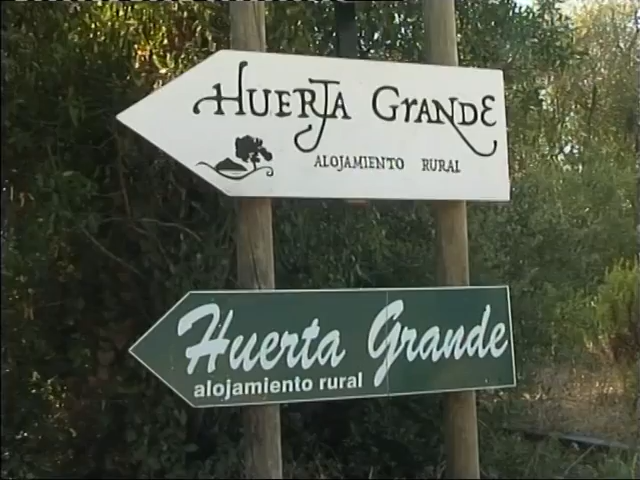 HUERTA GRANDE
ALOJAMIENTO RURAL
Huerta Grande
alojamiento rural